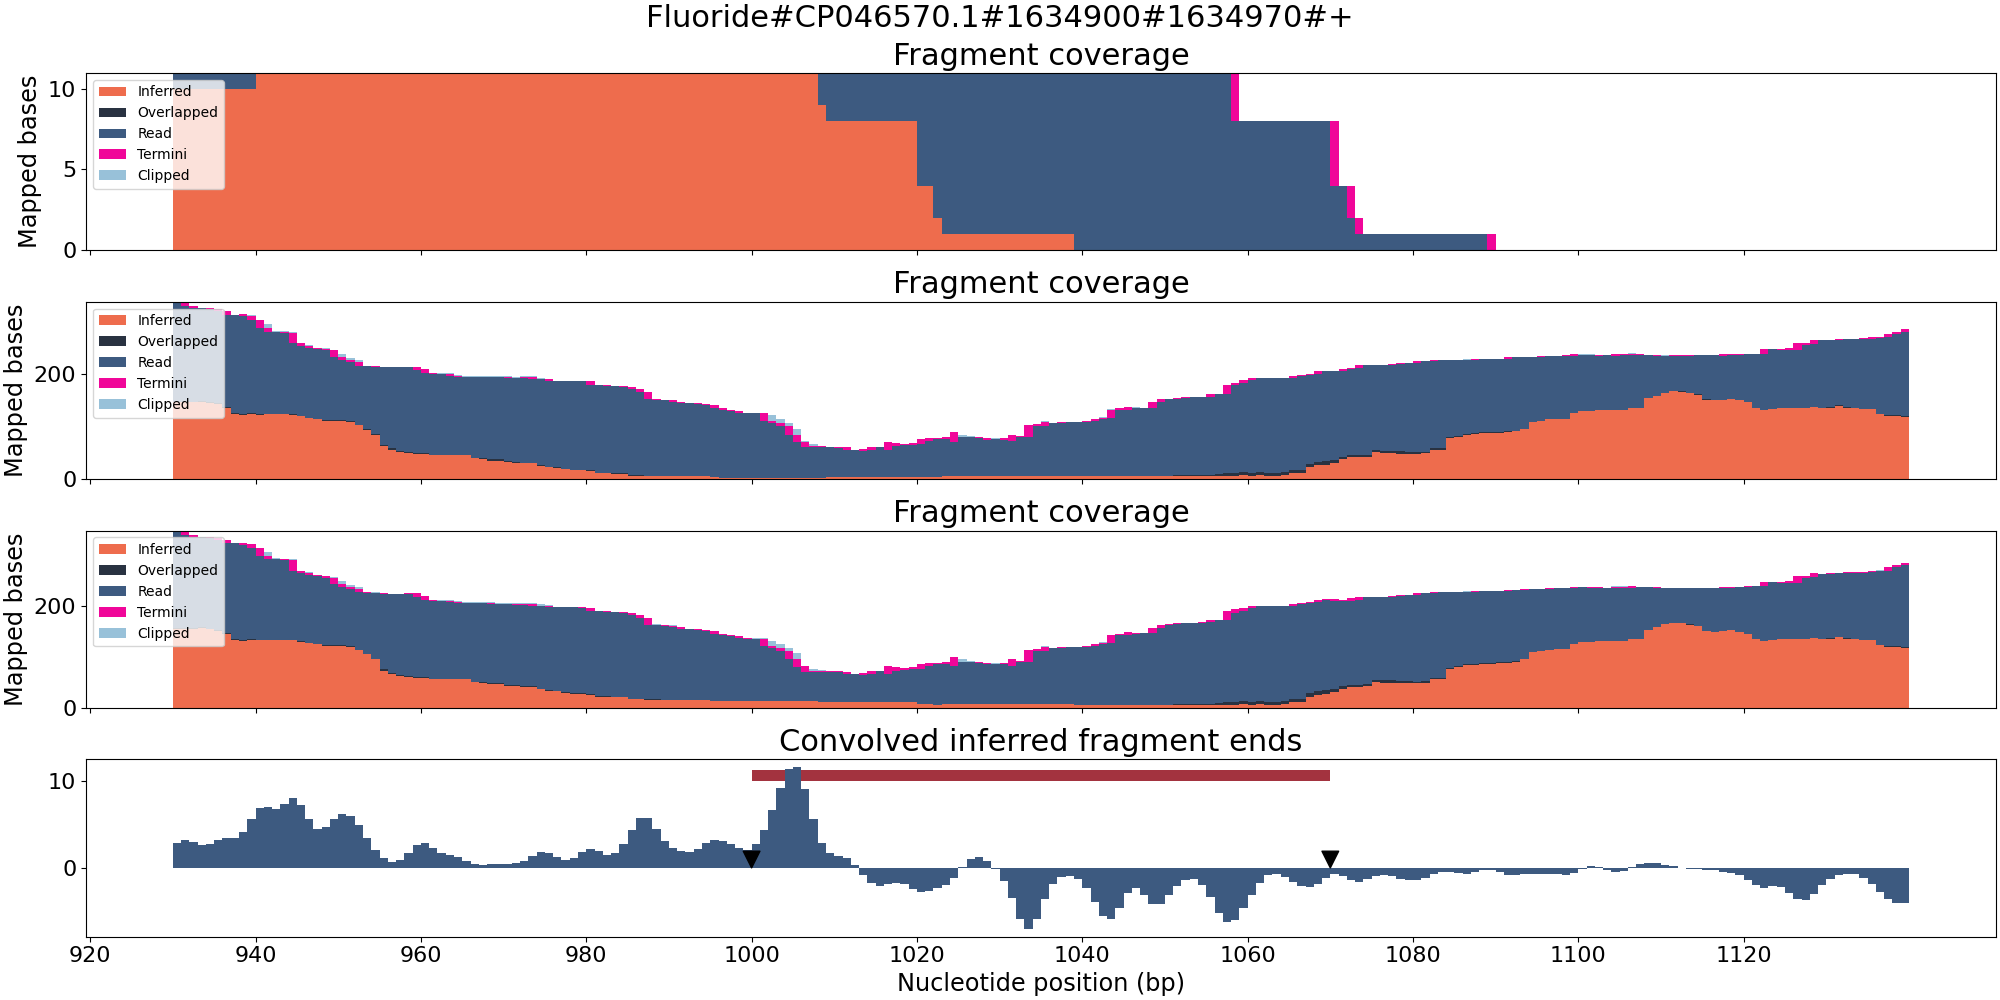 Fluoride#CP046570.1#1634900#1634970#+
Fragment coverage
Mapped bases
10
5
0
Inferred
Overlapped
Read
Termini
Clipped
Fragment coverage
Mapped bases
200
0
Inferred
Overlapped
Read
Termini
Clipped
Fragment coverage
Mapped bases
200
0
Inferred
Overlapped
Read
Termini
Clipped
Convolved inferred fragment ends
10
0
920 940 960 980 1000 1020 1040 1060 1080 1100 1120
Nucleotide position (bp)